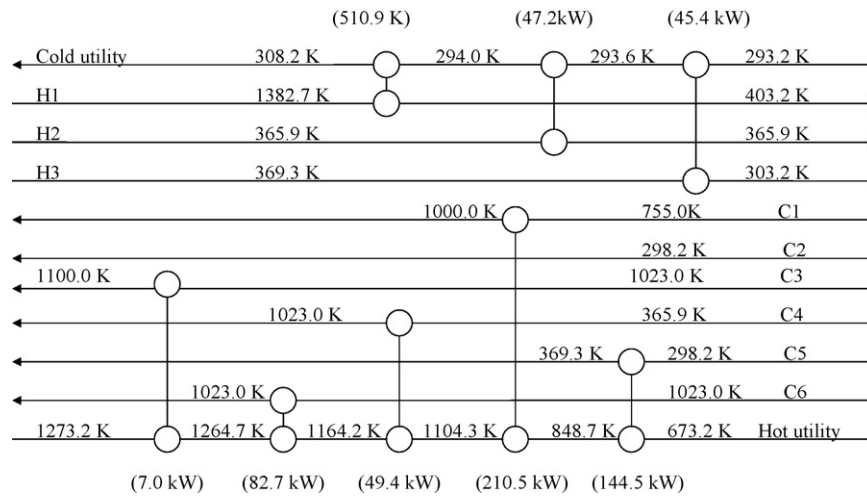 (510.9 K) (47.2kW) (45.4 kW)
Cold utility 308.2 K 294.0 K 293.6 K 293.2 K
H1 1382.7 K 403.2 K
H2 365.9 K 365.9 K
H3 369.3 K 303.2 K
1000.0 K 755.0K C1
298.2 K C2
1100.0 K 1023.0 K C3
1023.0 K 365.9 K C4
369.3 K 298.2 K C5
1023.0 K 1023.0 K C6
1273.2 K 1264.7 K 1164.2 K 1104.3 K 848.7 K 673.2 K Hot utility
(7.0 kW) (82.7 kW) (49.4 kW) (210.5 kW) (144.5 kW)